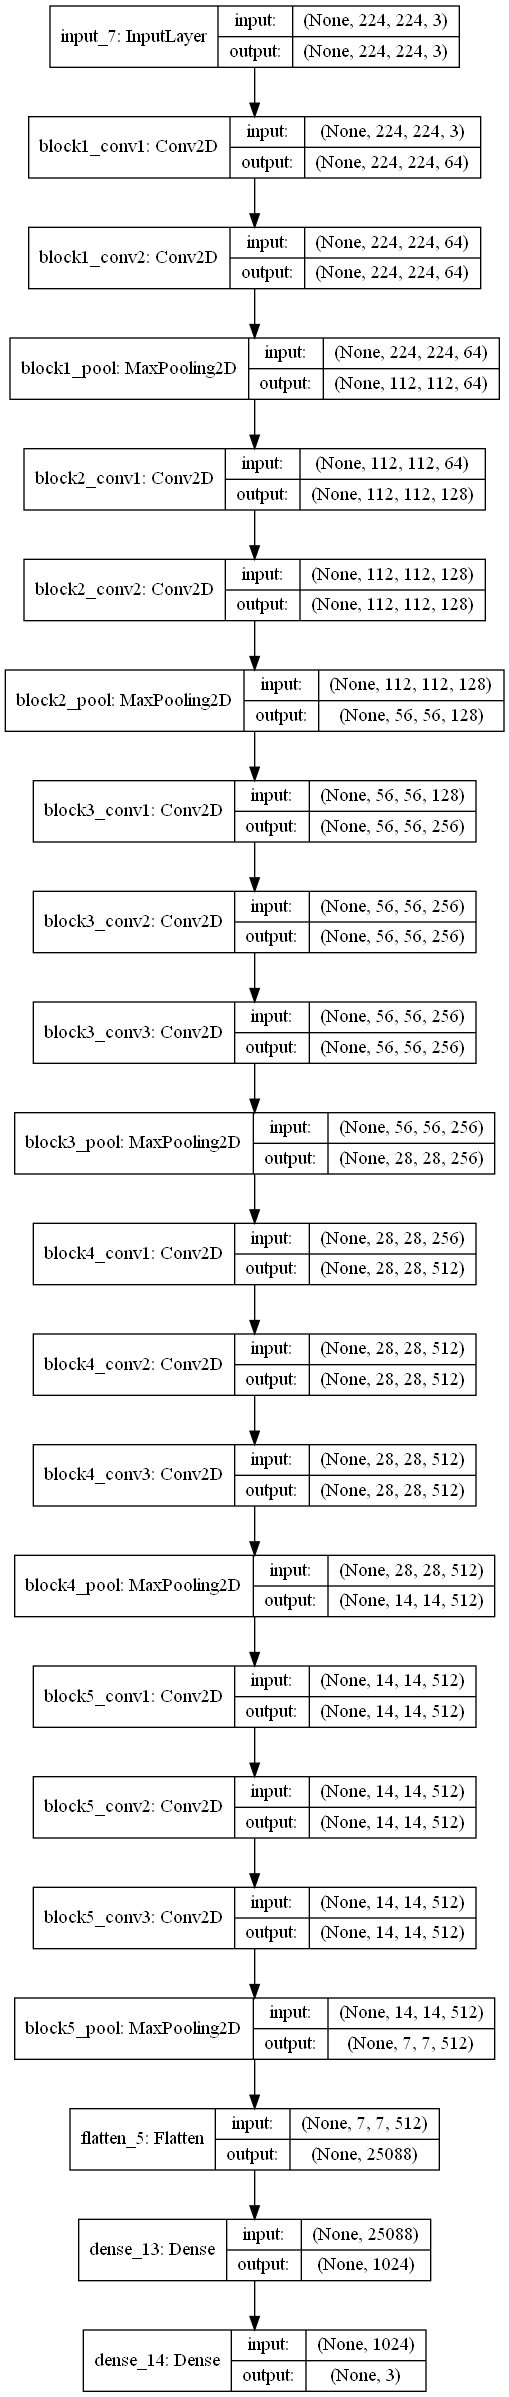 input_7: InputLayer
input: (None, 224, 224, 3)
output: (None, 224, 224, 3)
block1_conv1: Conv2D
input: (None, 224, 224, 3)
output: (None, 224, 224, 64)
block1_conv2: Conv2D
input: (None, 224, 224, 64)
output: (None, 224, 224, 64)
block1_pool: MaxPooling2D
input: (None, 224, 224, 64)
output: (None, 112, 112, 64)
block2_conv1: Conv2D
input: (None, 112, 112, 64)
output: (None, 112, 112, 128)
block2_conv2: Conv2D
input: (None, 112, 112, 128)
output: (None, 112, 112, 128)
block2_pool: MaxPooling2D
input: (None, 112, 112, 128)
output: (None, 56, 56, 128)
block3_conv1: Conv2D
input: (None, 56, 56, 128)
output: (None, 56, 56, 256)
block3_conv2: Conv2D
input: (None, 56, 56, 256)
output: (None, 56, 56, 256)
block3_conv3: Conv2D
input: (None, 56, 56, 256)
output: (None, 56, 56, 256)
block3_pool: MaxPooling2D
input: (None, 56, 56, 256)
output: (None, 28, 28, 256)
block4_conv1: Conv2D
input: (None, 28, 28, 256)
output: (None, 28, 28, 512)
block4_conv2: Conv2D
input: (None, 28, 28, 512)
output: (None, 28, 28, 512)
block4_conv3: Conv2D
input: (None, 28, 28, 512)
output: (None, 28, 28, 512)
block4_pool: MaxPooling2D
input: (None, 28, 28, 512)
output: (None, 14, 14, 512)
block5_conv1: Conv2D
input: (None, 14, 14, 512)
output: (None, 14, 14, 512)
block5_conv2: Conv2D
input: (None, 14, 14, 512)
output: (None, 14, 14, 512)
block5_conv3: Conv2D
input: (None, 14, 14, 512)
output: (None, 14, 14, 512)
block5_pool: MaxPooling2D
input: (None, 14, 14, 512)
output: (None, 7, 7, 512)
flatten_5: Flatten
input: (None, 7, 7, 512)
output: (None, 25088)
dense_13: Dense
input: (None, 25088)
output: (None, 1024)
dense_14: Dense
input: (None, 1024)
output: (None, 3)